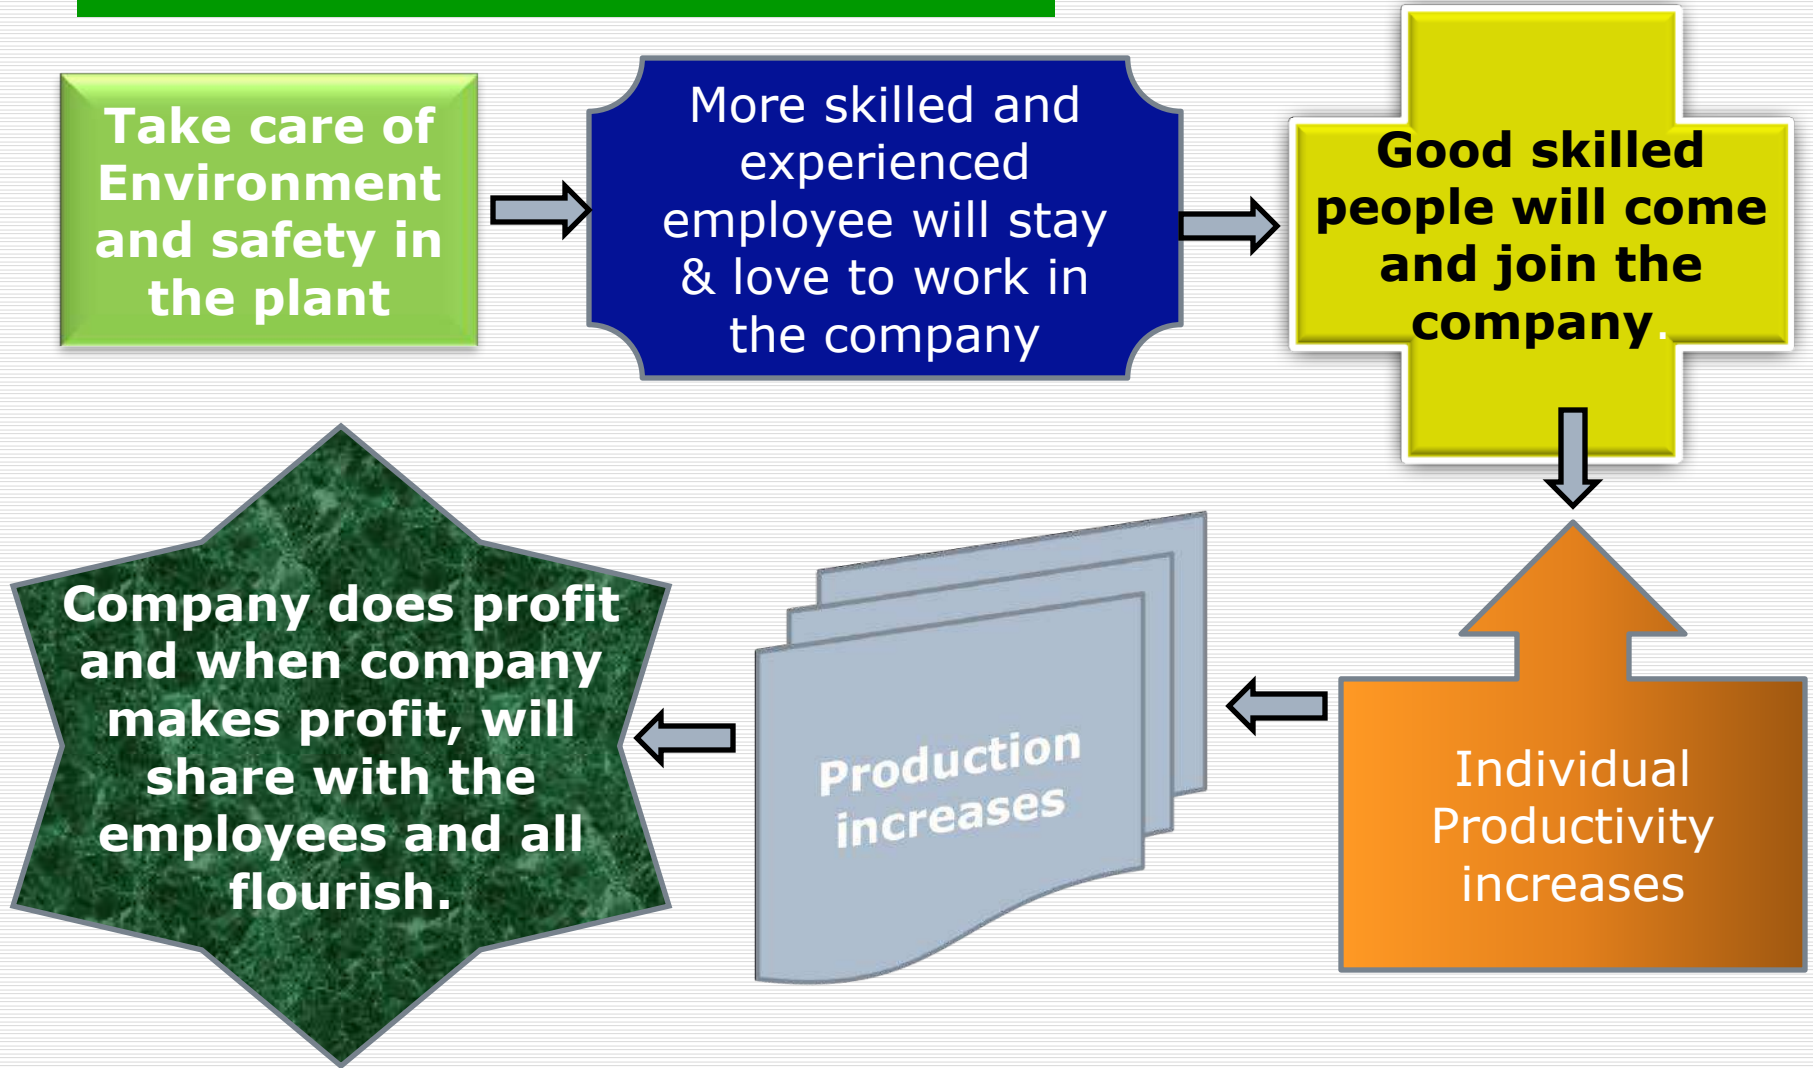 Take care of
Environment
and safety in
the plant
More skilled and
experienced
employee will stay
& love to work in
the company
Good skilled
people will come
and join the
company.
Individual
Productivity
increases
Production
increases
Company does profit
and when company
makes profit, will
share with the
employees and all
flourish.